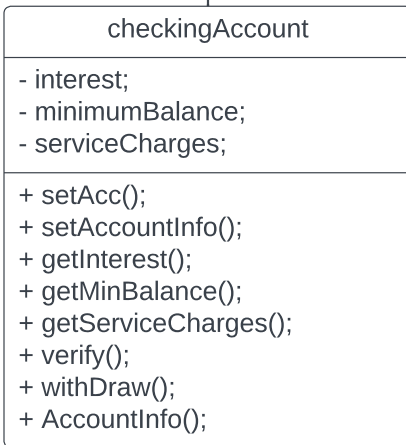 checkingAccount
- interest;
- minimumBalance;
- serviceCharges;
+ setAcc();
+ setAccountInfo();
+ getInterest();
+ getMinBalance();
+ getServiceCharges();
+ verify();
+ withDraw();
+ AccountInfo();